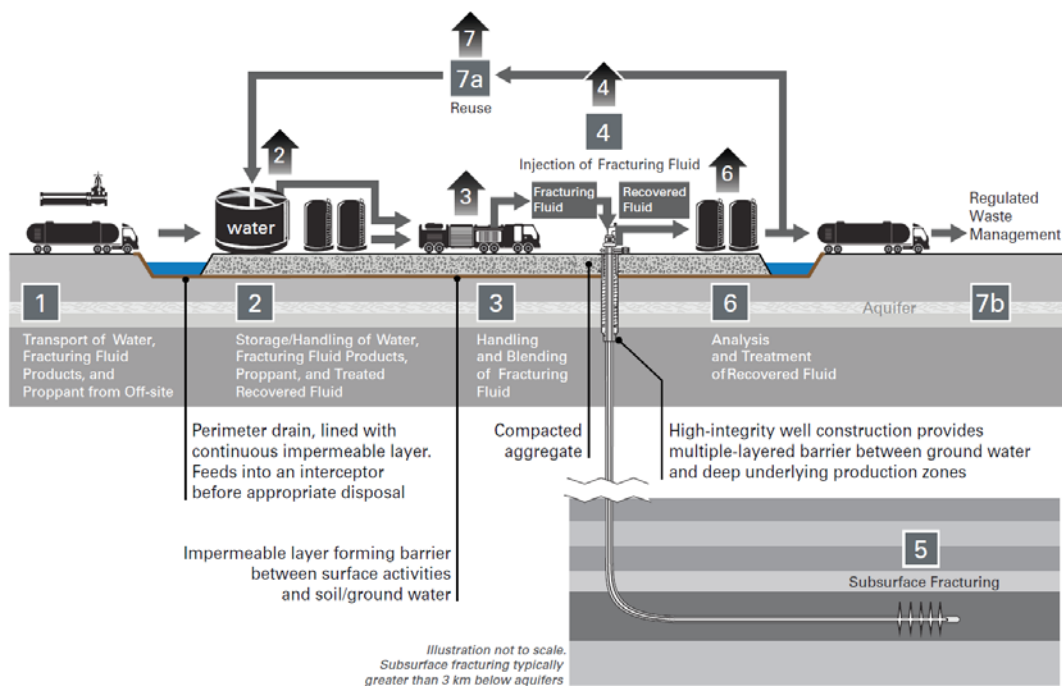 7
7a
Reuse
4
4
Injection of Fracturing Fluid
2
3
6
Fracturing
Fluid
Recovered
Fluid
water
Regulated
Waste
Management
1
Transport of Water,
Fracturing Fluid
Products, and
Proppant from Off-site
2
Storage/Handling of Water,
Fracturing Fluid Products,
Proppant, and Treated
Recovered Fluid
3
Handling
and Blending
of Fracturing
Fluid
6
Analysis
and Treatment
of Recovered Fluid
Aquifer
7b
Perimeter drain, lined with
continuous impermeable layer.
Feeds into an interceptor
before appropriate disposal
Compacted
aggregate
High-integrity well construction provides
multiple-layered barrier between ground water
and deep underlying production zones
Impermeable layer forming barrier
between surface activities
and soil/ground water
5
Subsurface Fracturing
Illustration not to scale.
Subsurface fracturing typically
greater than 3 km below aquifers